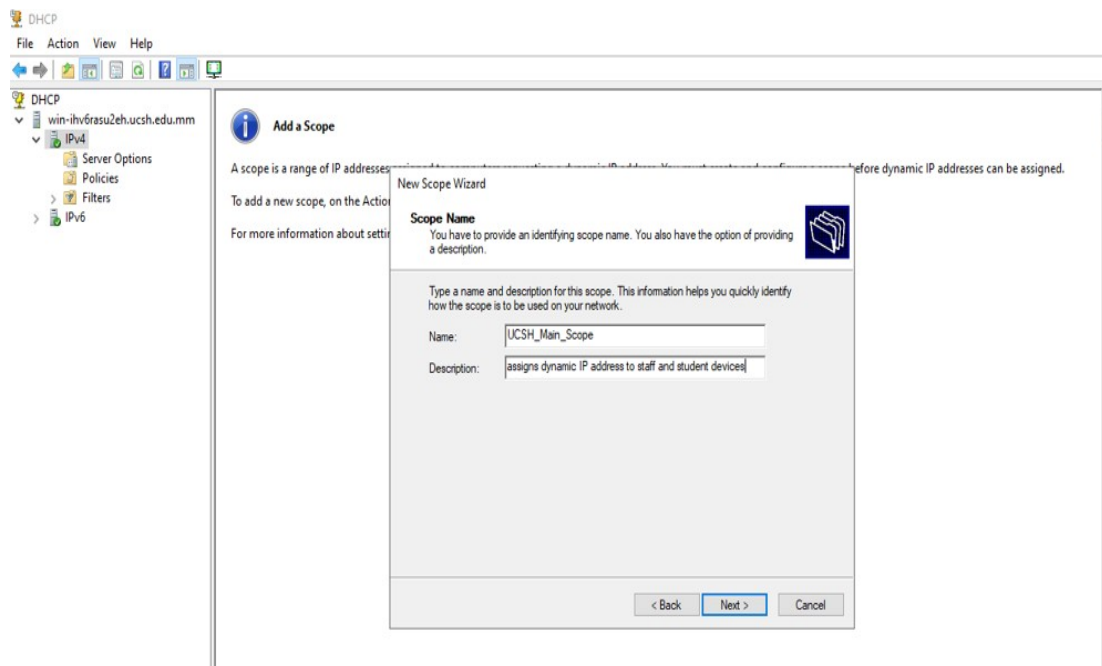 DHCP
File Action View Help
DHCP
win-ihv6rasu2eh.ucsh.edu.mm
IPv4
Server Options
Policies
Filters
IPv6
Add a Scope
A scope is a range of IP addresses
efore dynamic IP addresses can be assigned.
To add a new scope, on the Action
For more information about settin
New Scope Wizard
Scope Name
You have to provide an identifying scope name. You also have the option of providing
a description.
Type a name and description for this scope. This information helps you quickly identify
how the scope is to be used on your network.
Name: UCSH_Main_Scope
Description: assigns dynamic IP address to staff and student devices
< Back Next > Cancel